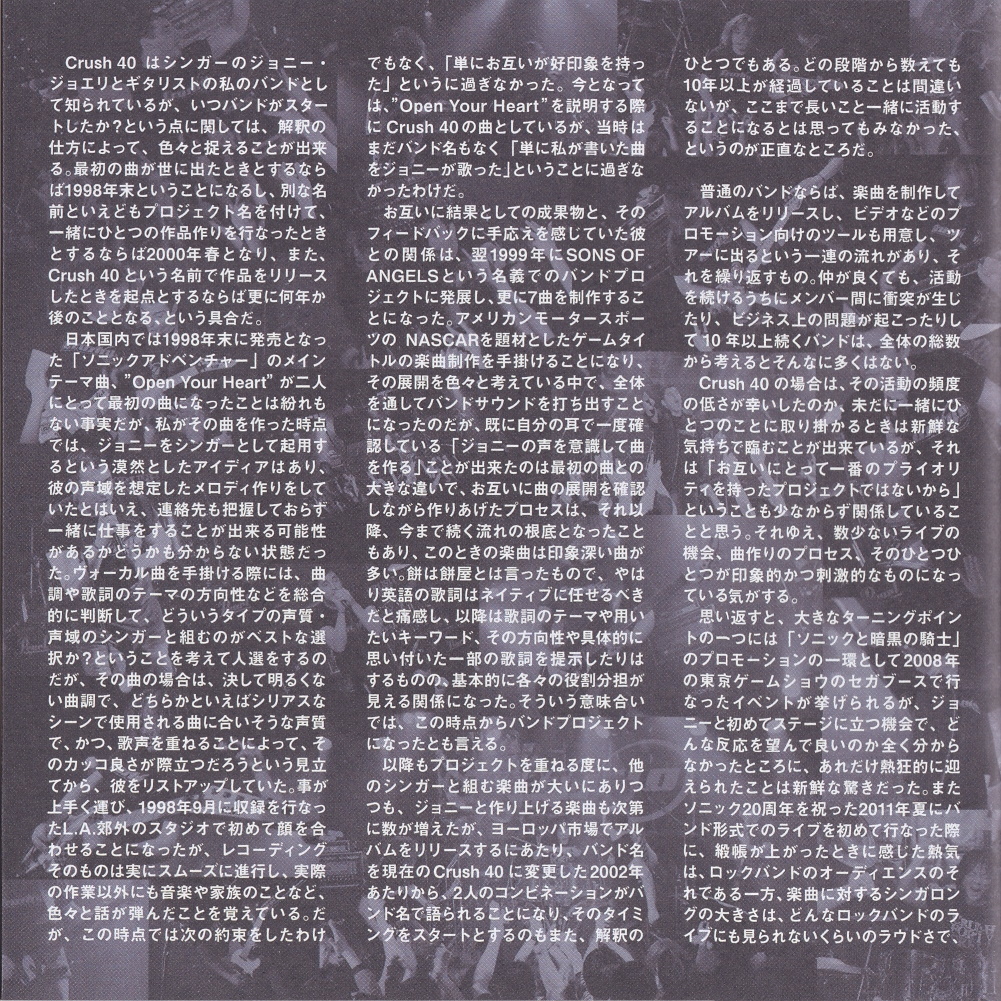 Crush 40 はシンガーのジョニー・
ジョエリとギタリストの私のバンドとし
て知られているが、いつバンドがスター
トしたか?という点に関しては、解釈の
仕方によって、色々と捉えることが出来
る。最初の曲が世に出たときとするなら
ば1998年末ということになるし、別な名
前といえどもプロジェクト名を付けて、
一緒にひとつの作品作りを行なったとき
とするならば2000年春となり、また、
Crush 40 という名前で作品をリリース
したときを起点とするならば更に何年か
後のこととなる、という具合だ。
日本国内では1998年末に発売となっ
た「ソニックアドベンチャー」のメイン
テーマ曲、”Open Your Heart” が二人
にとって最初の曲になったことは紛れも
ない事実だが、私がその曲を作った時点
では、ジョニーをシンガーとして起用す
るという漠然としたアイディアはあり、
彼の声域を想定したメロディ作りをして
いたとはいえ、連絡先も把握しておらず
一緒に仕事をすることが出来る可能性
があるかどうかも分からない状態だっ
た。ヴォーカル曲を手掛ける際には、曲
調や歌詞のテーマの方向性などを総合
的に判断して、どういうタイプの声質・
声域のシンガーと組むのがベストな選
択か?ということを考えて人選をするの
だが、その曲の場合は、決して明るくな
い曲調で、どちらかといえばシリアスな
シーンで使用される曲に合いそうな声質
で、かつ、歌声を重ねることによって、そ
のカッコ良さが際立つだろうという見立
てから、彼をリストアップしていた。事が
上手く運び、1998年9月に収録を行なっ
たL.A.郊外のスタジオで初めて顔を合
わせることになったが、レコーディング
そのものは実にスムーズに進行し、実際
の作業以外にも音楽や家族のことなど、
色々と話が弾んだことを覚えている。だ
が、この時点では次の約束をしたわけ
でもなく、「単にお互いが好印象を持っ
た」というに過ぎなかった。今となって
は、”Open Your Heart”を説明する際
に Crush 40の曲としているが、当時は
まだバンド名もなく「単に私が書いた曲
をジョニーが歌った」ということに過ぎな
かったわけだ。
お互いに結果としての成果物と、その
フィードバックに手応えを感じていた彼
との関係は、翌1999年にSONS OF
ANGELSという名義でのバンドプロ
ジェクトに発展し、更に7曲を制作するこ
とになった。アメリカンモータースポー
ツの NASCARを題材としたゲームタイ
トルの楽曲制作を手掛けることになり、
その展開を色々と考えている中で、全体
を通してバンドサウンドを打ち出すこと
になったのだが、既に自分の耳で一度確
認している「ジョニーの声を意識して曲
を作る」ことが出来たのは最初の曲との
大きな違いで、お互いに曲の展開を確認
しながら作りあげたプロセスは、それ以
降、今まで続く流れの根底となったこと
もあり、このときの楽曲は印象深い曲が
多い。餅は餅屋とは言ったもので、やは
り英語の歌詞はネイティブに任せるべき
だと痛感し、以降は歌詞のテーマや用い
たいキーワード、その方向性や具体的に
思い付いた一部の歌詞を提示したりは
するものの、基本的に各々の役割分担が
見える関係になった。そういう意味合い
では、この時点からバンドプロジェクト
になったとも言える。
以降もプロジェクトを重ねる度に、他
のシンガーと組む楽曲が大いにありつ
つも、ジョニーと作り上げる楽曲も次第
に数が増えたが、ヨーロッパ市場でアル
バムをリリースするにあたり、バンド名
を現在のCrush 40 に変更した2002年
あたりから、2人のコンビネーションがバ
ンド名で語られることになり、そのタイミ
ングをスタートとするのもまた、解釈の
ひとつでもある。どの段階から数えても
10年以上が経過していることは間違い
ないが、ここまで長いこと一緒に活動す
ることになるとは思ってもみなかった、
というのが正直なところだ。
普通のバンドならば、楽曲を制作して
アルバムをリリースし、ビデオなどのプ
ロモーション向けのツールも用意し、ツ
アーに出るという一連の流れがあり、そ
れを繰り返すもの。仲が良くても、活動
を続けるうちにメンバー間に衝突が生じ
たり、ビジネス上の問題が起こったりし
て 10 年以上続くバンドは、全体の総数
から考えるとそんなに多くはない。
Crush 40 の場合は、その活動の頻度
の低さが幸いしたのか、未だに一緒にひ
とつのことに取り掛かるときは新鮮な
気持ちで臨むことが出来ているが、それ
は「お互いにとって一番のプライオリ
ティを持ったプロジェクトではないから」
ということも少なからず関係しているこ
とと思う。それゆえ、数少ないライブの
機会、曲作りのプロセス、そのひとつひ
とつが印象的かつ刺激的なものになっ
ている気がする。
思い返すと、大きなターニングポイン
トの一つには「ソニックと暗黒の騎士」
のプロモーションの一環として2008年
の東京ゲームショウのセガブースで行
なったイベントが挙げられるが、ジョ
ニーと初めてステージに立つ機会で、ど
んな反応を望んで良いのか全く分から
なかったところに、あれだけ熱狂的に迎
えられたことは新鮮な驚きだった。また
ソニック20周年を祝った2011年夏にバ
ンド形式でのライブを初めて行なった際
に、緞帳が上がったときに感じた熱気
は、ロックバンドのオーディエンスのそ
れである一方、楽曲に対するシンガロン
グの大きさは、どんなロックバンドのラ
イブにも見られないくらいのラウドさで、